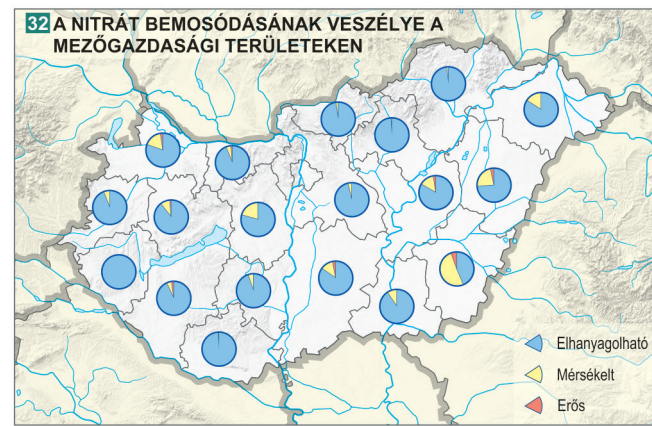 32 A NITRÁT BEMOSÓDÁSÁNAK VESZÉLYE A
MEZŐGAZDASÁGI TERÜLETEKEN
Elhanyagolható
Mérsékelt
Erős